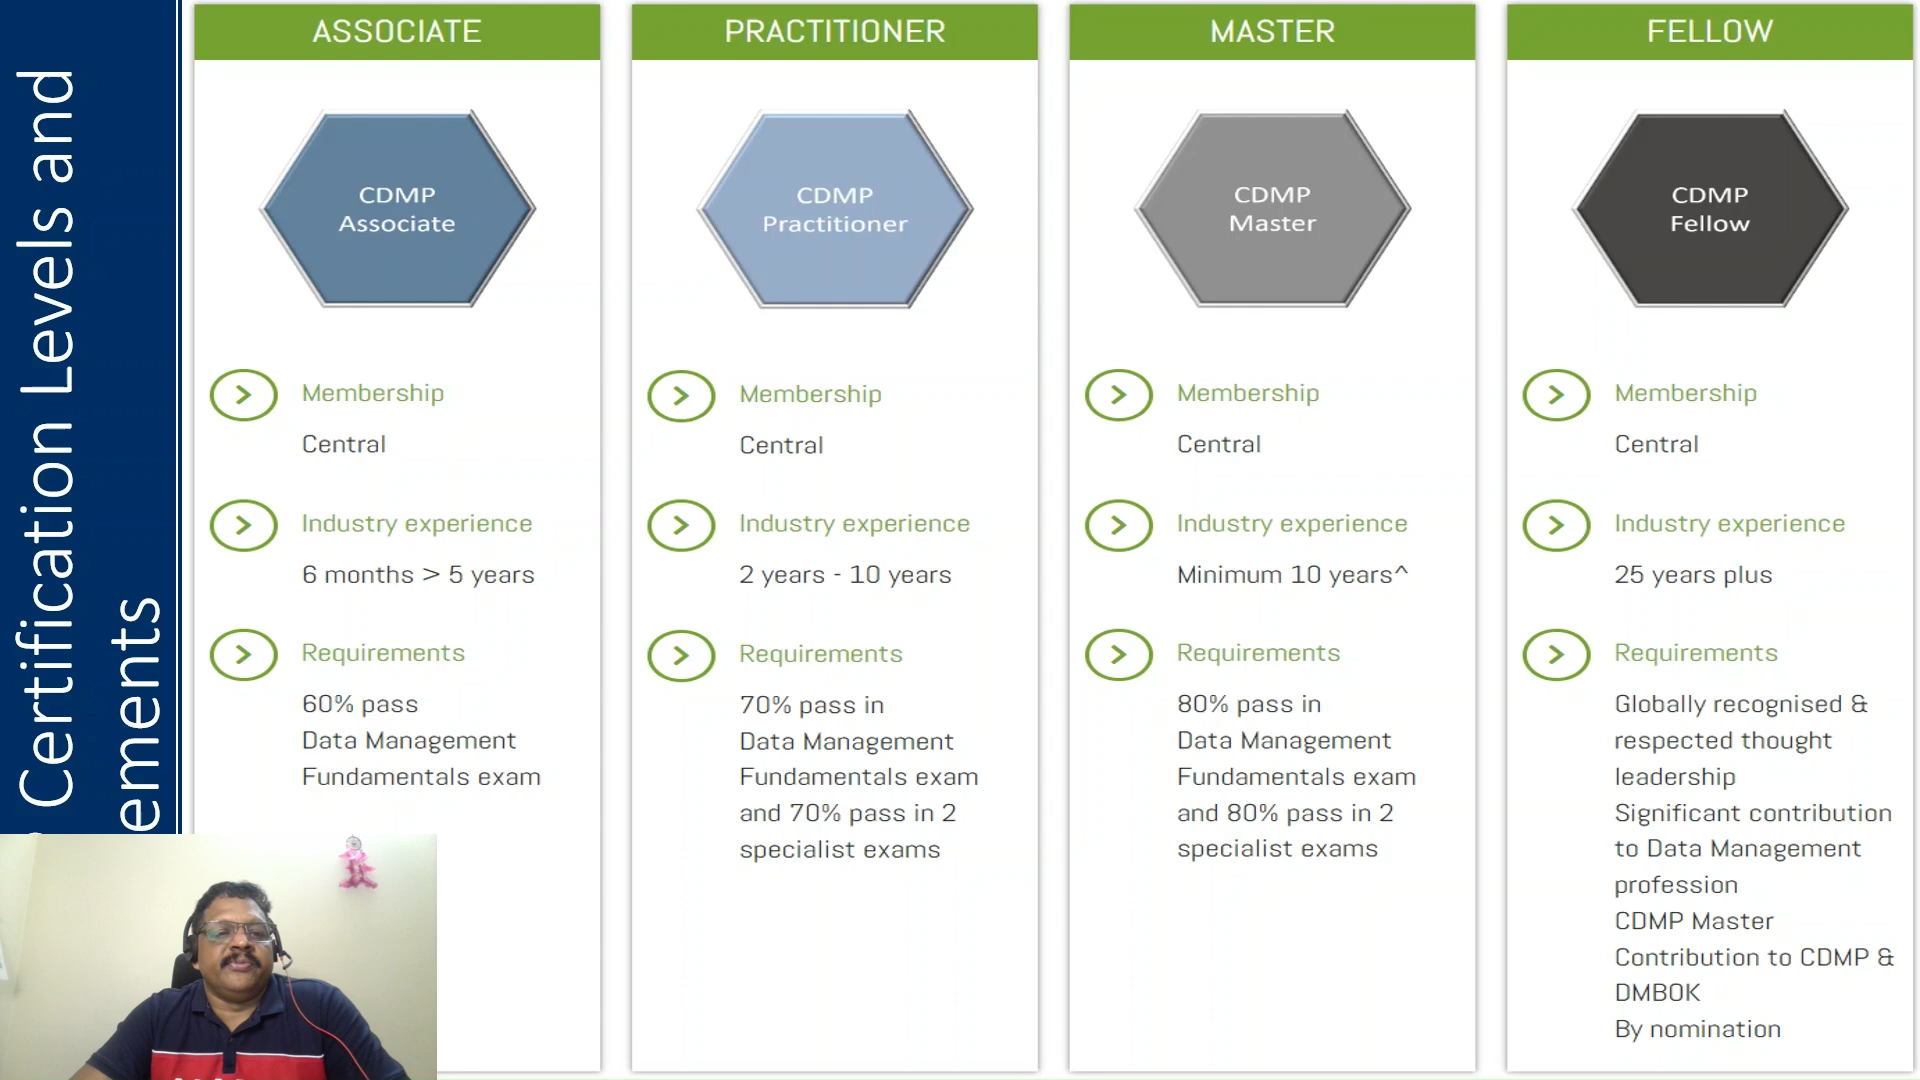 Certification Levels and
ements
ASSOCIATE
CDMP
Associate
Membership
Central
Industry experience
6 months > 5 years
Requirements
60% pass
Data Management
Fundamentals exam
PRACTITIONER
CDMP
Practitioner
Membership
Central
Industry experience
2 years - 10 years
Requirements
70% pass in
Data Management
Fundamentals exam
and 70% pass in 2
specialist exams
MASTER
CDMP
Master
Membership
Central
Industry experience
Minimum 10 years^
Requirements
80% pass in
Data Management
Fundamentals exam
and 80% pass in 2
specialist exams
FELLOW
CDMP
Fellow
Membership
Central
Industry experience
25 years plus
Requirements
Globally recognised &
respected thought
leadership
Significant contribution
to Data Management
profession
CDMP Master
Contribution to CDMP &
DMBOK
By nomination